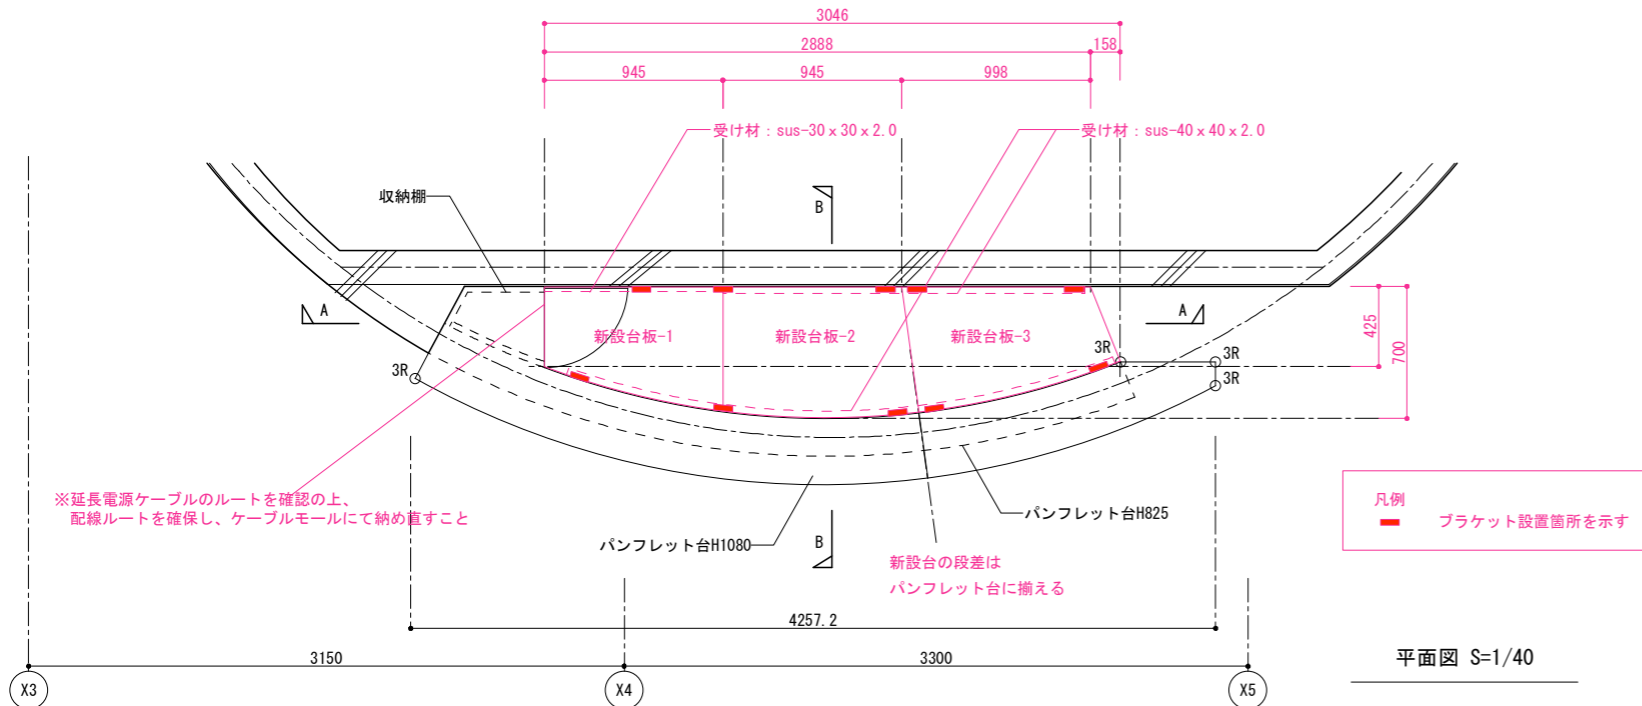 3046
2888
158
945
945
998
受け材：sus-30ｘ30ｘ2.0
受け材：sus-40ｘ40ｘ2.0
収納棚
B
A
A
新設台板-1
新設台板-2
新設台板-3
425
700
3R
3R
3R
3R
※延長電源ケーブルのルートを確認の上、
配線ルートを確保し、ケーブルモールにて納め直すこと
パンフレット台H1080
B
パンフレット台H825
新設台の段差は
パンフレット台に揃える
凡例
ブラケット設置箇所を示す
4257.2
3150
3300
平面図 S=1/40
X3
X4
X5